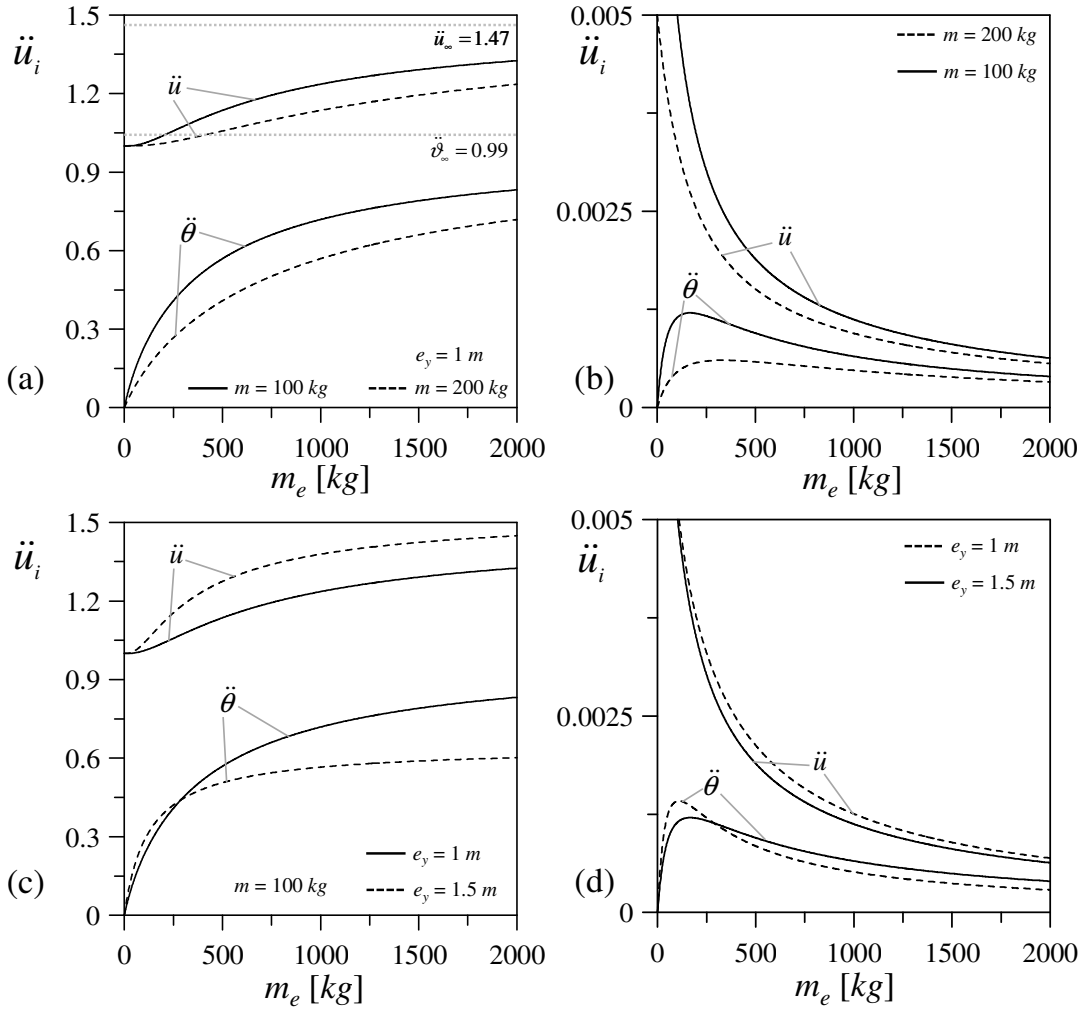 (a)
ü_i
1.5
1.2
0.9
0.6
0.3
0
ü_∞ = 1.47
ü
ϑ̈_∞ = 0.99
θ̈
e_y = 1 m
m = 100 kg m = 200 kg
0 500 1000 1500 2000
m_e [kg]
(b)
ü_i
0.005
0.0025
0
m = 200 kg
m = 100 kg
ü
θ̈
0 500 1000 1500 2000
m_e [kg]
(c)
ü_i
1.5
1.2
0.9
0.6
0.3
0
ü
θ̈
e_y = 1 m
m = 100 kg e_y = 1.5 m
0 500 1000 1500 2000
m_e [kg]
(d)
ü_i
0.005
0.0025
0
e_y = 1 m
e_y = 1.5 m
ü
θ̈
0 500 1000 1500 2000
m_e [kg]